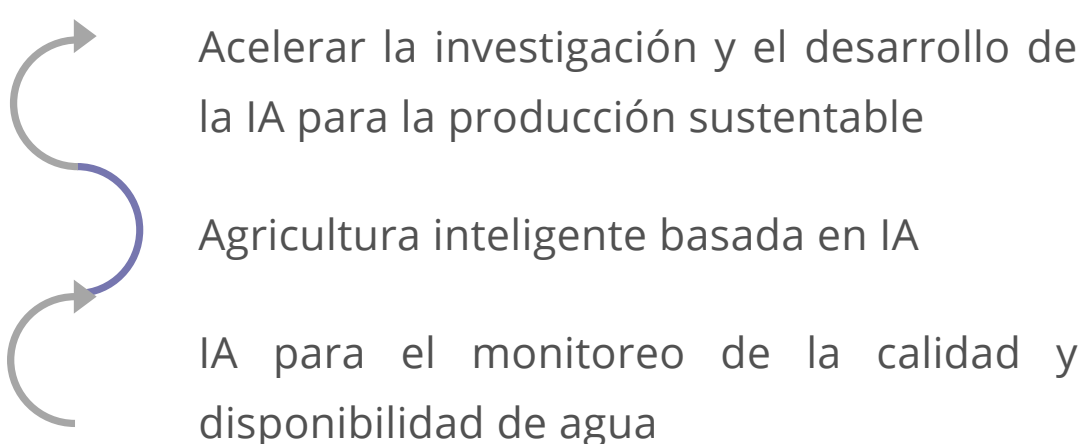 Acelerar la investigación y el desarrollo de
la IA para la producción sustentable
Agricultura inteligente basada en IA
IA para el monitoreo de la calidad y
disponibilidad de agua